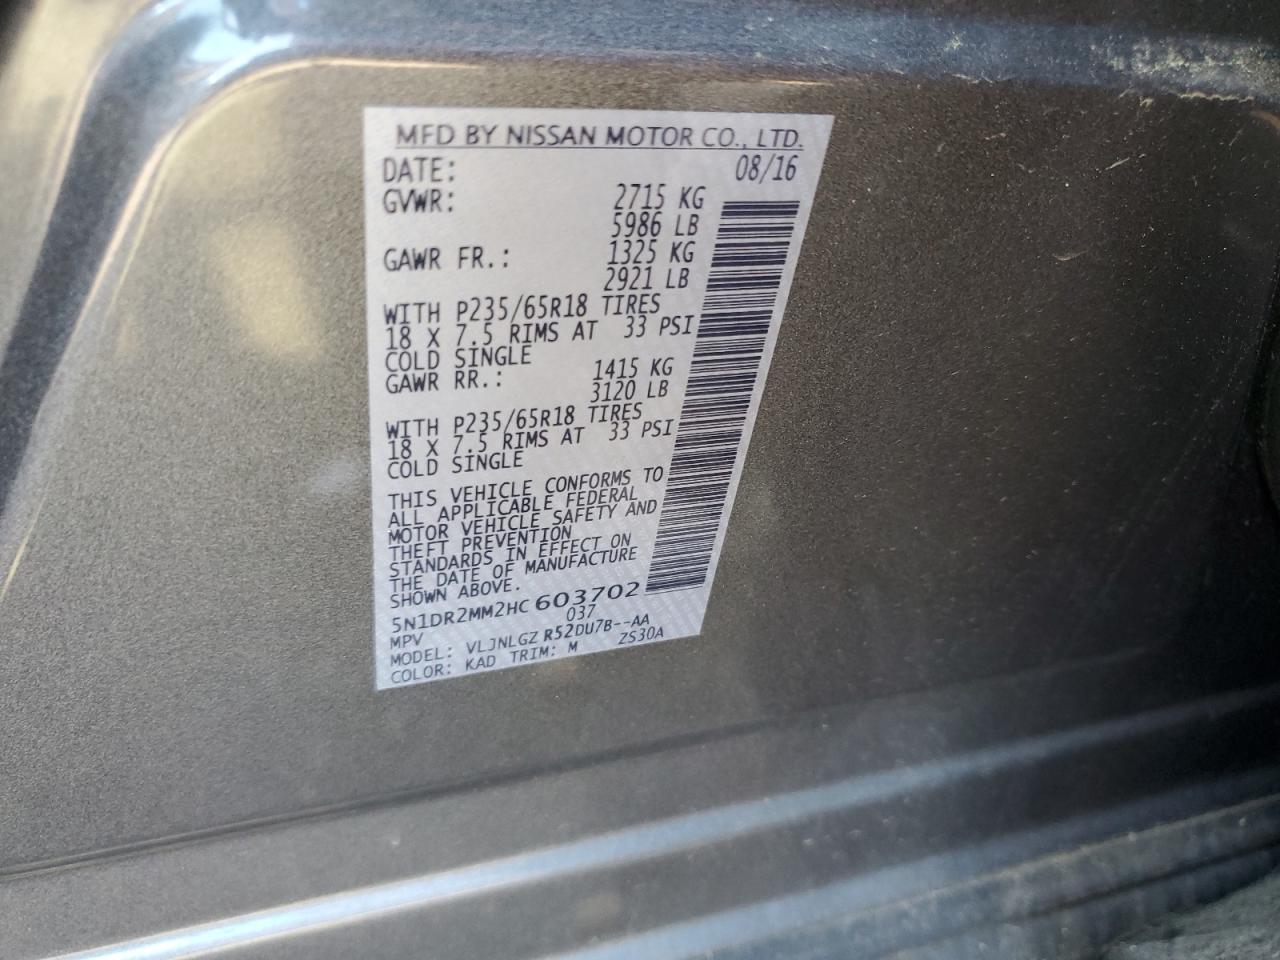 MFD BY NISSAN MOTOR CO., LTD.
DATE: 08/16
GVWR: 2715 KG
5986 LB
GAWR FR.: 1325 KG
2921 LB
WITH P235/65R18 TIRES
18 X 7.5 RIMS AT 33 PSI
COLD SINGLE
GAWR RR.: 1415 KG
3120 LB
WITH P235/65R18 TIRES
18 X 7.5 RIMS AT 33 PSI
COLD SINGLE
THIS VEHICLE CONFORMS TO
ALL APPLICABLE FEDERAL
MOTOR VEHICLE SAFETY AND
THEFT PREVENTION
STANDARDS IN EFFECT ON
THE DATE OF MANUFACTURE
SHOWN ABOVE.
5N1DR2MM2HC603702
MPV 037
MODEL: VLJNLGZ R52DU7B--AA
COLOR: KAD TRIM: M ZS30A